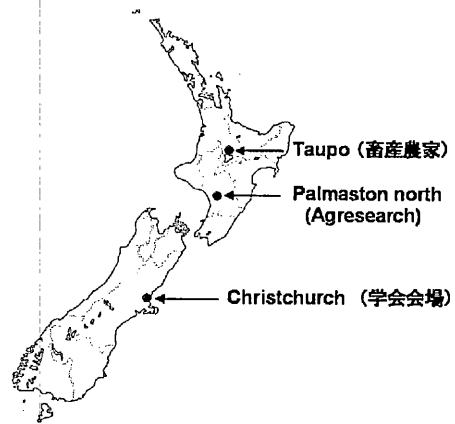 Taupo（畜産農家）
Palmaston north
(Agresearch)
Christchurch （学会会場）